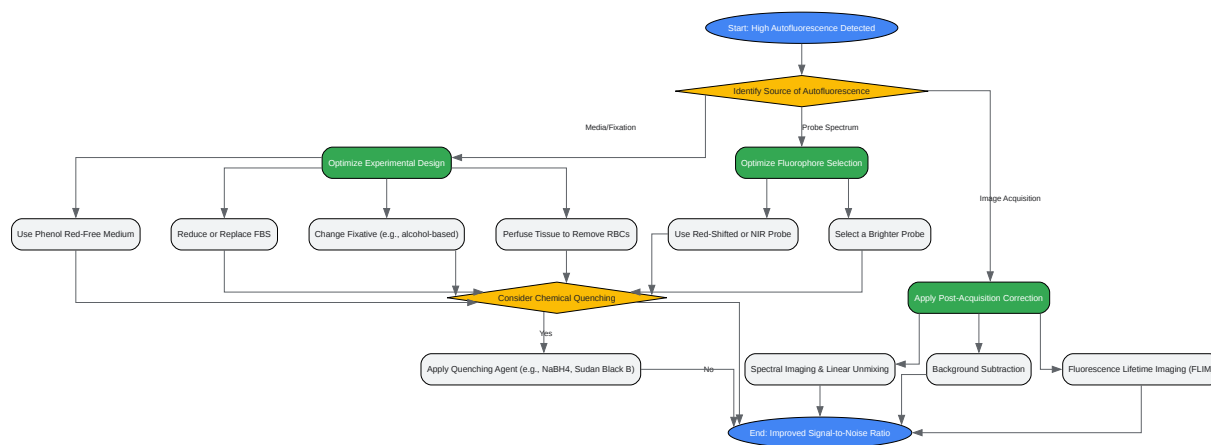 Start: High Autofluorescence Detected
Identify Source of Autofluorescence
Media/Fixation
Probe Spectrum
Optimize Experimental Design
Optimize Fluorophore Selection
Image Acquisition
Use Phenol Red-Free Medium
Reduce or Replace FBS
Change Fixative (e.g., alcohol-based)
Perfuse Tissue to Remove RBCs
Use Red-Shifted or NIR Probe
Select a Brighter Probe
Consider Chemical Quenching
Apply Post-Acquisition Correction
Yes
Apply Quenching Agent (e.g., NaBH4, Sudan Black B)
No
Spectral Imaging & Linear Unmixing
Background Subtraction
Fluorescence Lifetime Imaging (FLIM
End: Improved Signal-to-Noise Ratio